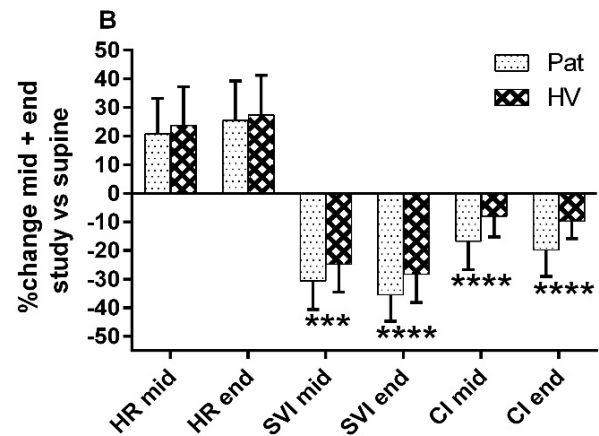 B
%change mid + end
study vs supine
50
40
30
20
10
0
-10
-20
-30
-40
-50
Pat
HV
***
****
****
****
HR mid
HR end
SVI mid
SVI end
CI mid
CI end